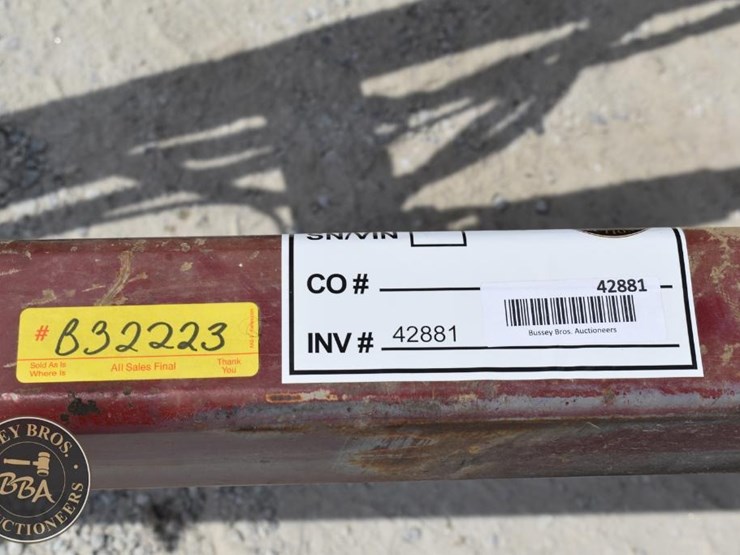 SN/VIN
CO #
42881
Bussey Bros. Auctioneers
INV # 42881
# B32223
Sold As Is
Where Is
All Sales Final
Thank
You
BROS.
BBA